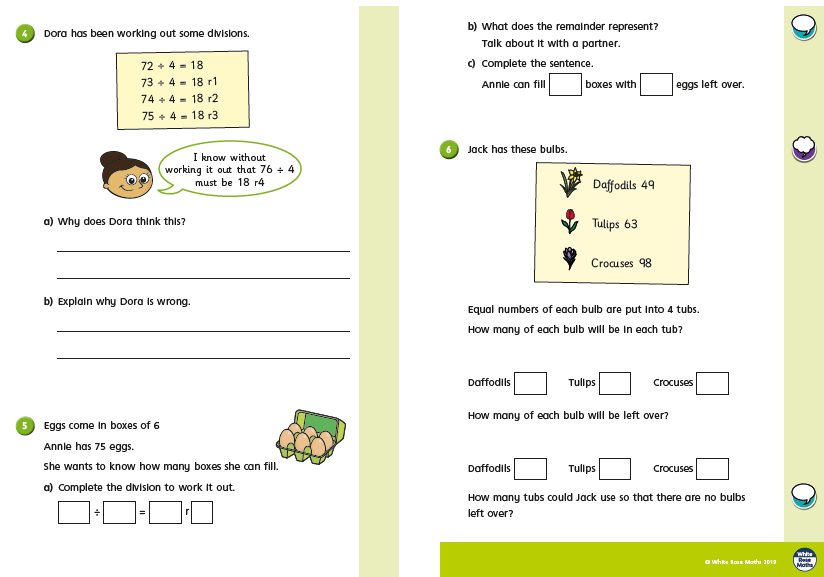 4 Dora has been working out some divisions.
72 ÷ 4 = 18
73 ÷ 4 = 18 r1
74 ÷ 4 = 18 r2
75 ÷ 4 = 18 r3
I know without
working it out that 76 ÷ 4
must be 18 r4
a) Why does Dora think this?
b) Explain why Dora is wrong.
5 Eggs come in boxes of 6
Annie has 75 eggs.
She wants to know how many boxes she can fill.
a) Complete the division to work it out.
÷ = r
b) What does the remainder represent?
Talk about it with a partner.
c) Complete the sentence.
Annie can fill boxes with eggs left over.
6 Jack has these bulbs.
Daffodils 49
Tulips 63
Crocuses 98
Equal numbers of each bulb are put into 4 tubs.
How many of each bulb will be in each tub?
Daffodils Tulips Crocuses
How many of each bulb will be left over?
Daffodils Tulips Crocuses
How many tubs could Jack use so that there are no bulbs
left over?
© White Rose Maths 2019
White
Rose
Maths